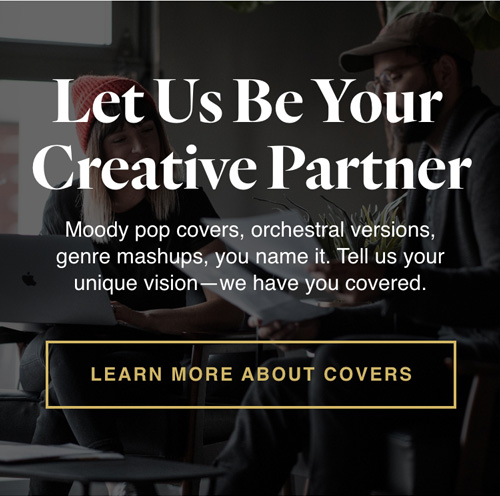 Let Us Be Your
Creative Partner
Moody pop covers, orchestral versions,
genre mashups, you name it. Tell us your
unique vision—we have you covered.
LEARN MORE ABOUT COVERS